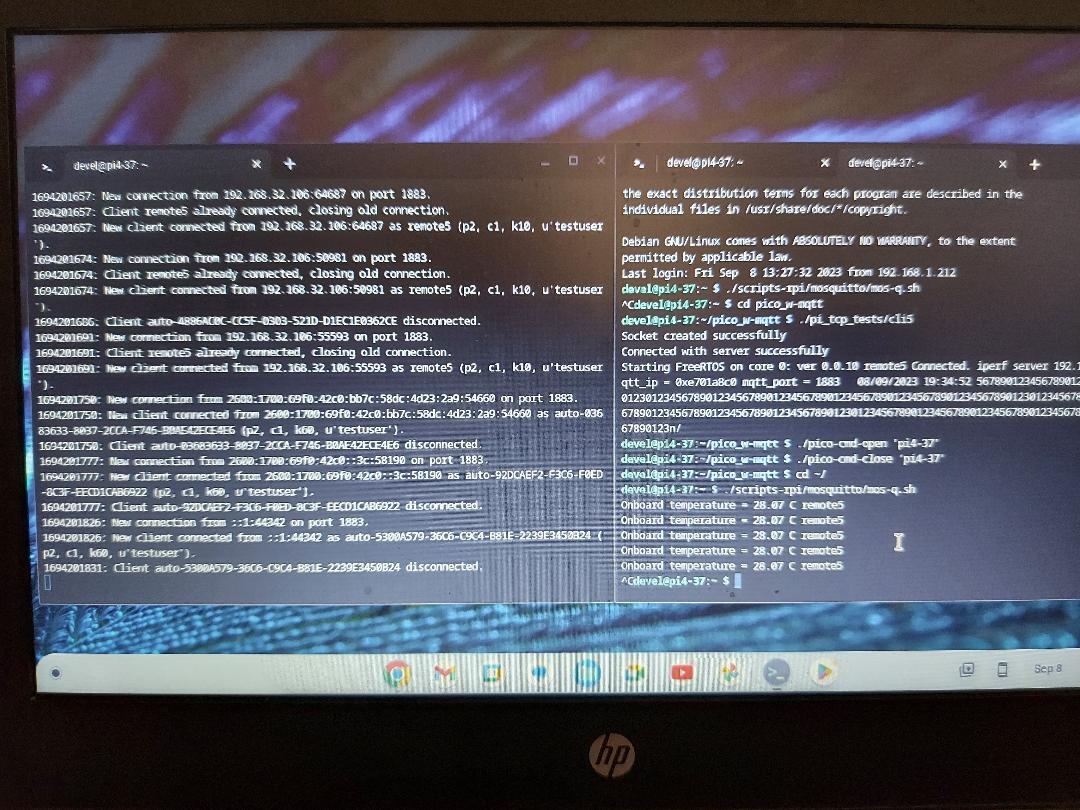 devel@pi4-37: ~
1694201657: New connection from 192.168.32.106:64687 on port 1883.
1694201657: Client remote5 already connected, closing old connection.
1694201657: New client connected from 192.168.32.106:64687 as remote5 (p2, c1, k10, u'testuser
').
1694201674: New connection from 192.168.32.106:50981 on port 1883.
1694201674: Client remote5 already connected, closing old connection.
1694201674: New client connected from 192.168.32.106:50981 as remote5 (p2, c1, k10, u'testuser
').
1694201686: Client auto-4896AC0C-CC5F-0303-521D-D1EC1E0362CE disconnected.
1694201691: New connection from 192.168.32.106:55593 on port 1883.
1694201691: Client remote5 already connected, closing old connection.
1694201691: New client connected from 192.168.32.106:55593 as remote5 (p2, c1, k10, u'testuser
').
1694201750: New connection from 2600:1700:69f0:42c0:bb7c:58dc:4d23:2a9:54660 on port 1883.
1694201750: New client connected from 2600:1700:69f0:42c0:bb7c:58dc:4d23:2a9:54660 as auto-036
83633-8037-2CCA-F746-B0AE42ECE4E6 (p2, c1, k60, u'testuser').
1694201750: Client auto-03683633-8037-2CCA-F746-B0AE42ECE4E6 disconnected.
1694201777: New connection from 2600:1700:69f0:42c0::3c:58190 on port 1883.
1694201777: New client connected from 2600:1700:69f0:42c0::3c:58190 as auto-92DCAEF2-F3C6-F0ED
-8C3F-EECD1CAB6922 (p2, c1, k60, u'testuser').
1694201777: Client auto-92DCAEF2-F3C6-F0ED-8C3F-EECD1CAB6922 disconnected.
1694201826: New connection from ::1:44342 on port 1883.
1694201826: New client connected from ::1:44342 as auto-5300A579-36C6-C9C4-B81E-2239E3450B24 (
p2, c1, k60, u'testuser').
1694201831: Client auto-5300A579-36C6-C9C4-B81E-2239E3450B24 disconnected.
devel@pi4-37: ~
devel@pi4-37: ~
the exact distribution terms for each program are described in the
individual files in /usr/share/doc/*/copyright.
Debian GNU/Linux comes with ABSOLUTELY NO WARRANTY, to the extent
permitted by applicable law.
Last login: Fri Sep  8 13:27:32 2023 from 192.168.1.212
devel@pi4-37:~ $ ./scripts-rpi/mosquitto/mos-q.sh
^Cdevel@pi4-37:~ $ cd pico_w-mqtt
devel@pi4-37:~/pico_w-mqtt $ ./pi_tcp_tests/cli5
Socket created successfully
Connected with server successfully
Starting FreeRTOS on core 0: ver 0.0.10 remote5 Connected. iperf server 192.1
qtt_ip = 0xe701a8c0 mqtt_port = 1883   08/09/2023 19:34:52 567890123456789012
67890123n/
devel@pi4-37:~/pico_w-mqtt $ ./pico-cmd-open 'pi4-37'
devel@pi4-37:~/pico_w-mqtt $ ./pico-cmd-close 'pi4-37'
devel@pi4-37:~/pico_w-mqtt $ cd ~/
devel@pi4-37:~ $ ./scripts-rpi/mosquitto/mos-q.sh
Onboard temperature = 28.07 C remote5
Onboard temperature = 28.07 C remote5
Onboard temperature = 28.07 C remote5
Onboard temperature = 28.07 C remote5
Onboard temperature = 28.07 C remote5
^Cdevel@pi4-37:~ $
Sep 8
hp